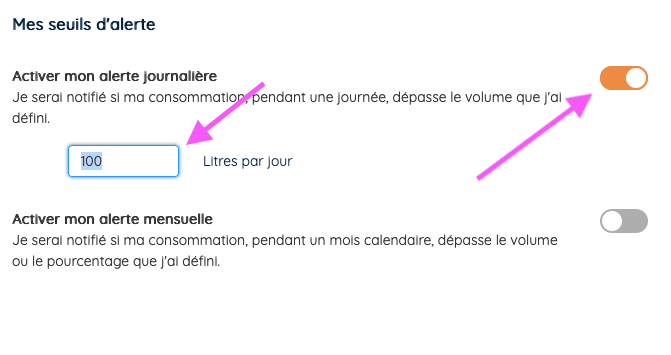 Mes seuils d'alerte
Activer mon alerte journalière
Je serai notifié si ma consommation, pendant une journée, dépasse le volume que j'ai
défini.
100 Litres par jour
Activer mon alerte mensuelle
Je serai notifié si ma consommation, pendant un mois calendaire, dépasse le volume
ou le pourcentage que j'ai défini.